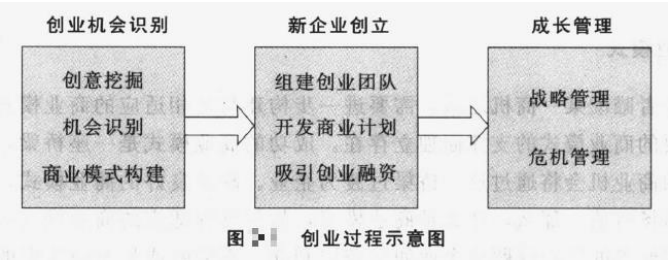 创业机会识别
新企业创立
成长管理
创意挖掘
机会识别
商业模式构建
组建创业团队
开发商业计划
吸引创业融资
战略管理
危机管理
图 创业过程示意图